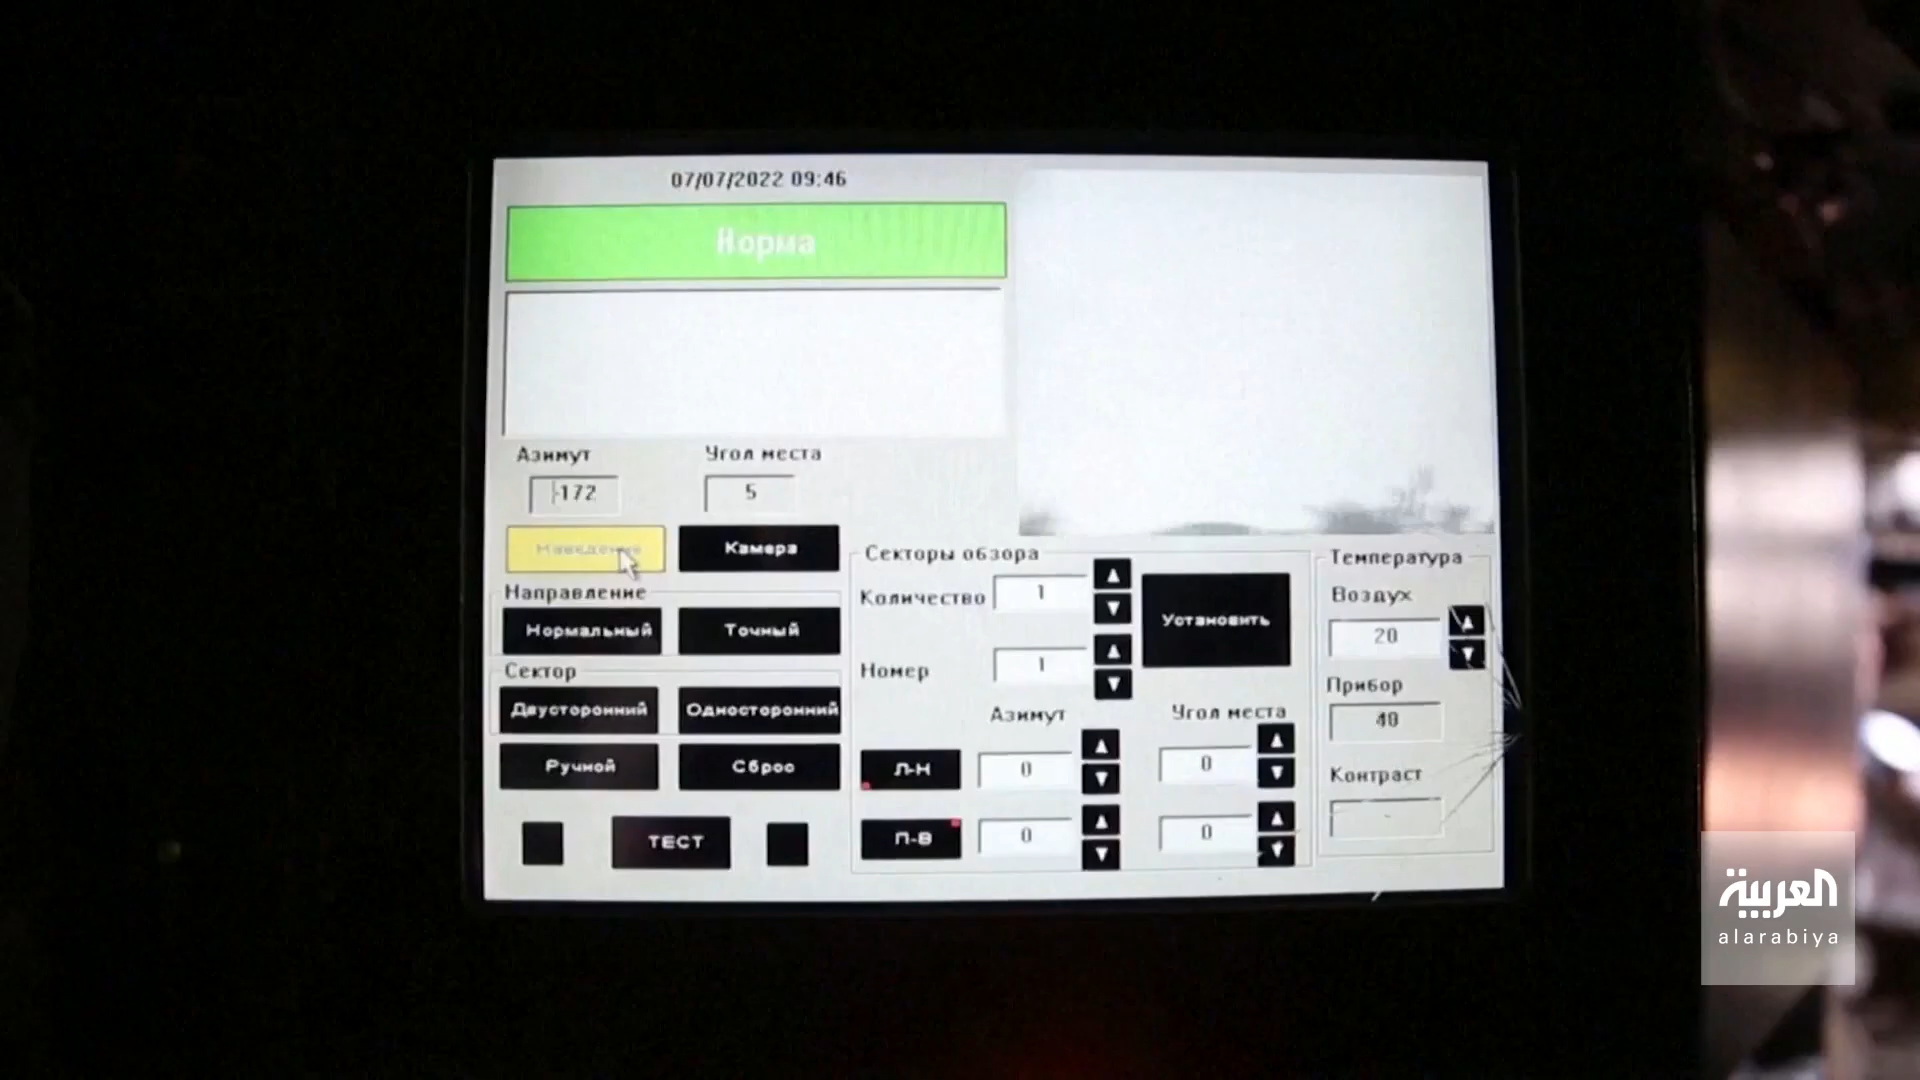 07/07/2022 09:46
Норма
Азимут
Угол места
-172
5
Наведение
Камера
Направление
Нормальный
Точный
Сектор
Двусторонний
Односторонний
Ручной
Сброс
ТЕСТ
Секторы обзора
Количество
1
Установить
Номер
1
Азимут
Угол места
Л-Н
0
0
П-В
0
0
Температура
Воздух
20
Прибор
40
Контраст
-
العربية
alarabiya